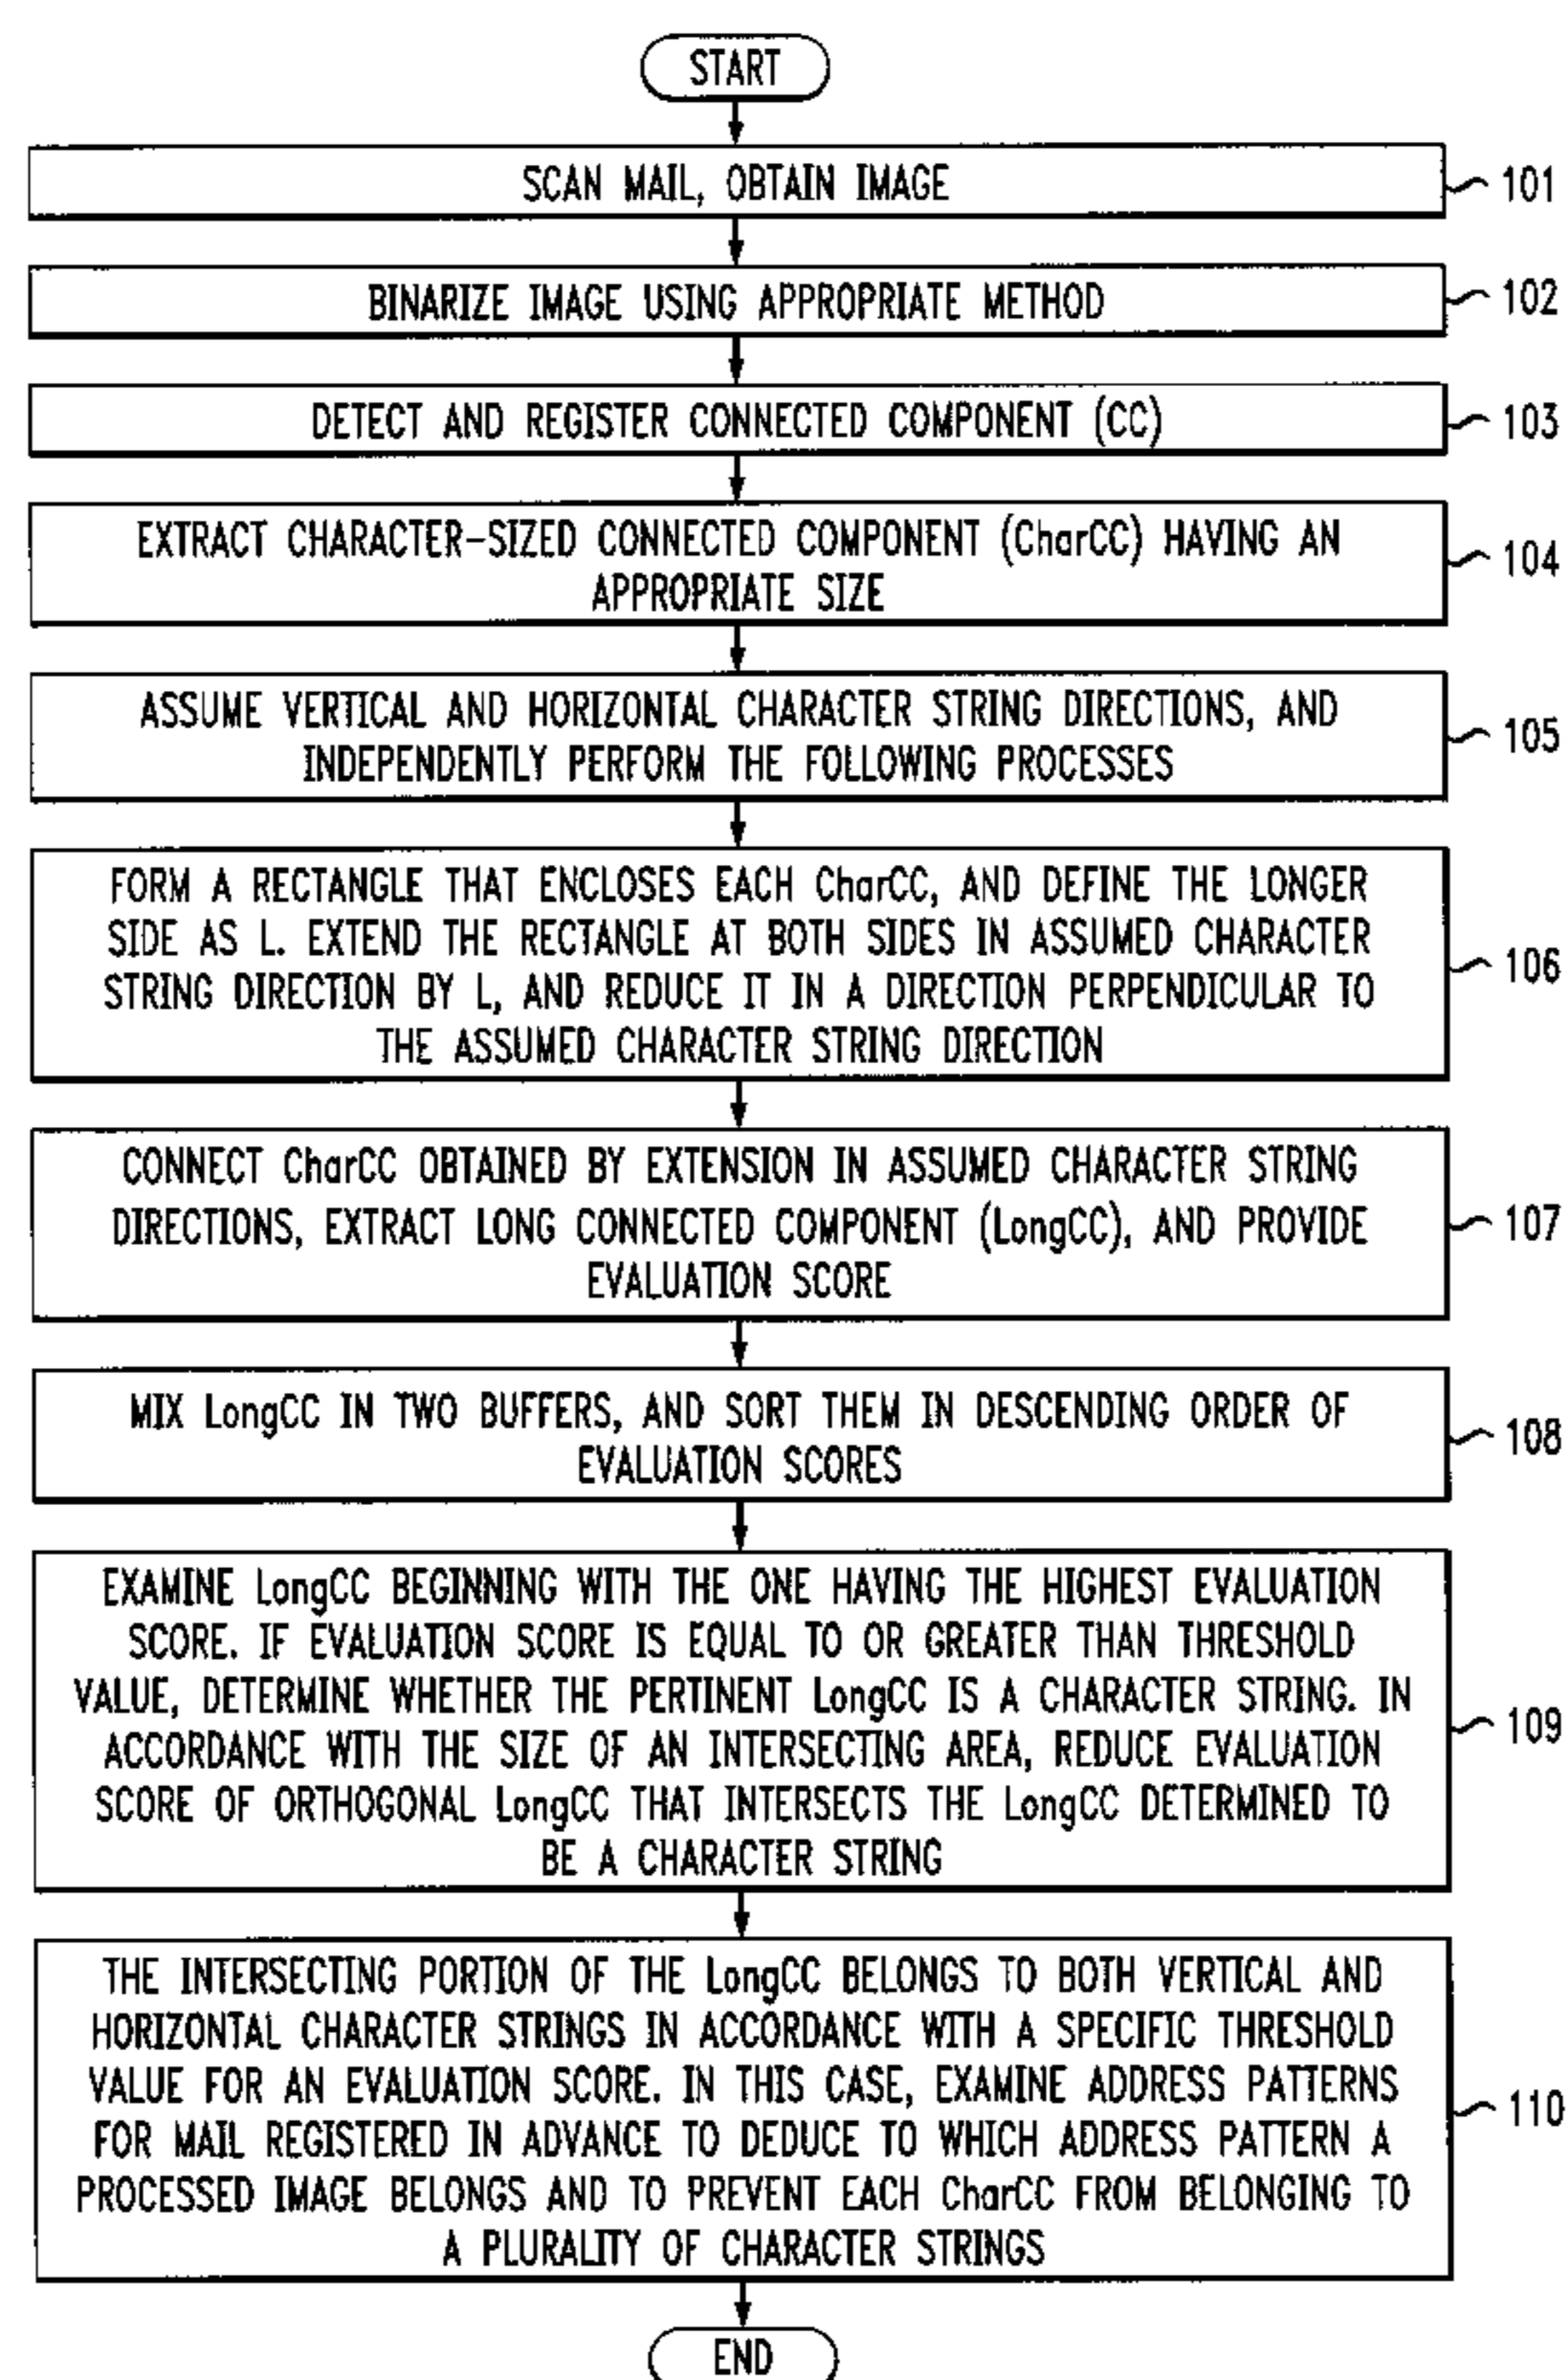 START
SCAN MAIL, OBTAIN IMAGE
101
BINARIZE IMAGE USING APPROPRIATE METHOD
102
DETECT AND REGISTER CONNECTED COMPONENT (CC)
103
EXTRACT CHARACTER-SIZED CONNECTED COMPONENT (CharCC) HAVING AN
APPROPRIATE SIZE
104
ASSUME VERTICAL AND HORIZONTAL CHARACTER STRING DIRECTIONS, AND
INDEPENDENTLY PERFORM THE FOLLOWING PROCESSES
105
FORM A RECTANGLE THAT ENCLOSES EACH CharCC, AND DEFINE THE LONGER
SIDE AS L. EXTEND THE RECTANGLE AT BOTH SIDES IN ASSUMED CHARACTER
STRING DIRECTION BY L, AND REDUCE IT IN A DIRECTION PERPENDICULAR TO
THE ASSUMED CHARACTER STRING DIRECTION
106
CONNECT CharCC OBTAINED BY EXTENSION IN ASSUMED CHARACTER STRING
DIRECTIONS, EXTRACT LONG CONNECTED COMPONENT (LongCC), AND PROVIDE
EVALUATION SCORE
107
MIX LongCC IN TWO BUFFERS, AND SORT THEM IN DESCENDING ORDER OF
EVALUATION SCORES
108
EXAMINE LongCC BEGINNING WITH THE ONE HAVING THE HIGHEST EVALUATION
SCORE. IF EVALUATION SCORE IS EQUAL TO OR GREATER THAN THRESHOLD
VALUE, DETERMINE WHETHER THE PERTINENT LongCC IS A CHARACTER STRING. IN
ACCORDANCE WITH THE SIZE OF AN INTERSECTING AREA, REDUCE EVALUATION
SCORE OF ORTHOGONAL LongCC THAT INTERSECTS THE LongCC DETERMINED TO
BE A CHARACTER STRING
109
THE INTERSECTING PORTION OF THE LongCC BELONGS TO BOTH VERTICAL AND
HORIZONTAL CHARACTER STRINGS IN ACCORDANCE WITH A SPECIFIC THRESHOLD
VALUE FOR AN EVALUATION SCORE. IN THIS CASE, EXAMINE ADDRESS PATTERNS
FOR MAIL REGISTERED IN ADVANCE TO DEDUCE TO WHICH ADDRESS PATTERN A
PROCESSED IMAGE BELONGS AND TO PREVENT EACH CharCC FROM BELONGING TO
A PLURALITY OF CHARACTER STRINGS
110
END